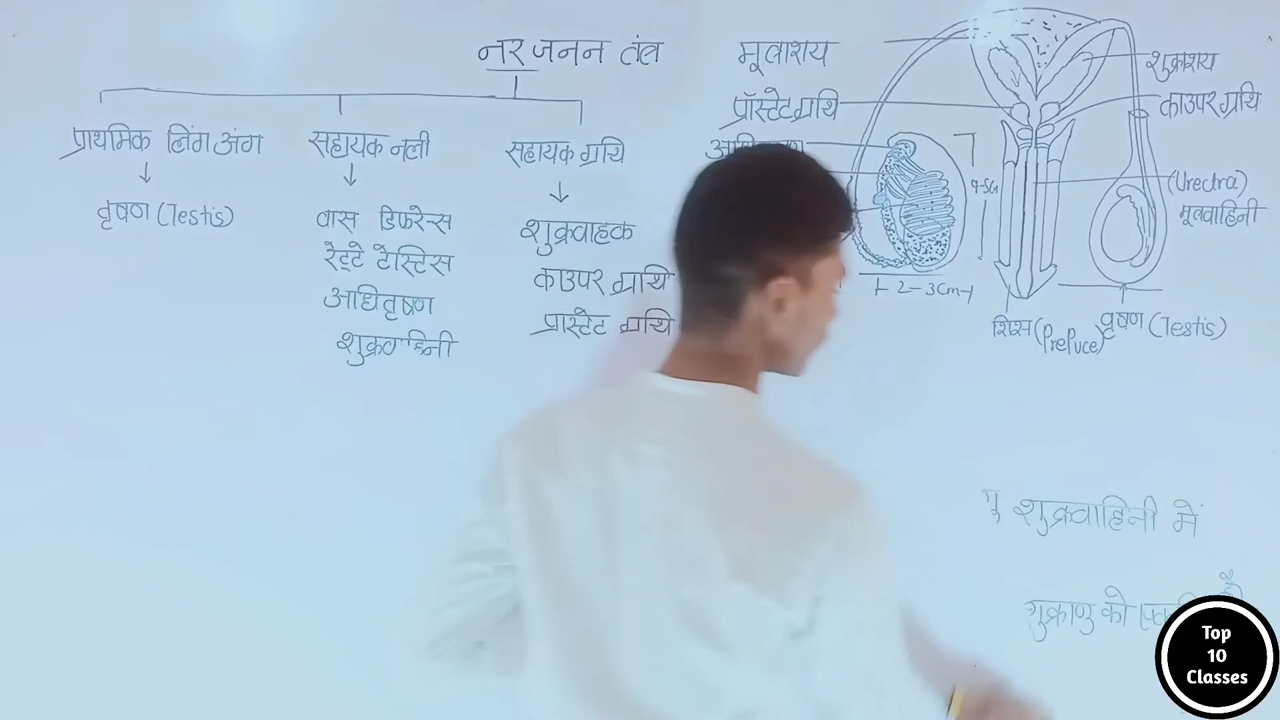 नर जनन तंत्र
प्राथमिक लिंग अंग
सहायक नली
सहायक ग्रंथि
वृषण (Testis)
वास डिफरेन्स
रेट्टे टेस्टिस
अधिवृषण
शुक्रवाहिनी
शुक्रवाहक
काउपर ग्रंथि
प्रास्टेट ग्रंथि
मूत्राशय
प्रॉस्टेट ग्रंथि
शुक्राशय
काउपर ग्रंथि
(Urectra)
मूत्रवाहिनी
2-3cm
शिश्न (PrePuce)
वृषण (Testis)
शुक्रवाहिनी में
शुक्राणु को
Top
10
Classes